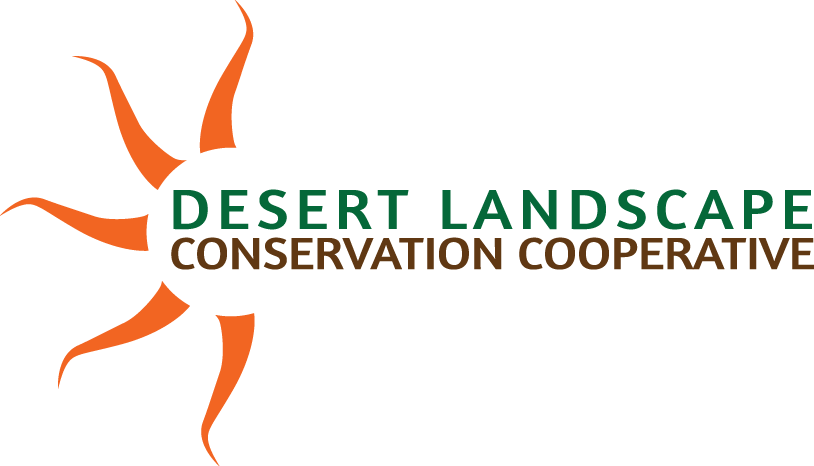 DESERT LANDSCAPE
CONSERVATION COOPERATIVE